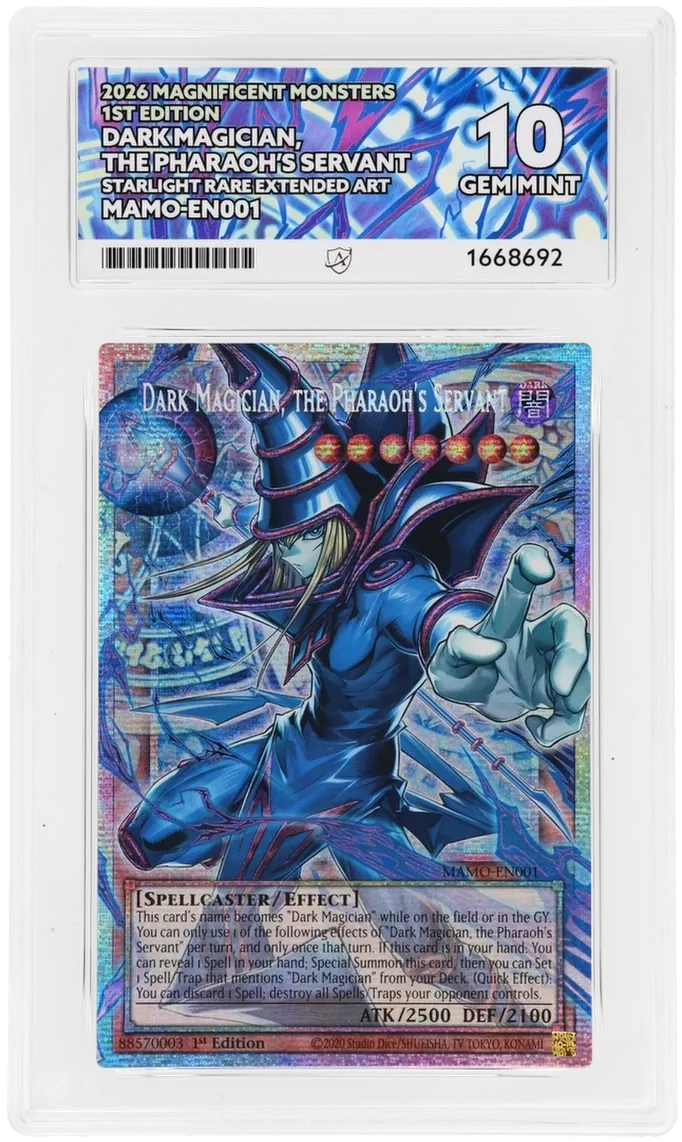 2026 MAGNIFICENT MONSTERS
1ST EDITION
DARK MAGICIAN,
THE PHARAOH'S SERVANT
STARLIGHT RARE EXTENDED ART
MAMO-EN001
10
GEM MINT
1668692
DARK MAGICIAN, THE PHARAOH'S SERVANT
DARK
闇
MAMO-EN001
[SPELLCASTER/EFFECT]
This card's name becomes "Dark Magician" while on the field or in the GY.
You can only use 1 of the following effects of "Dark Magician, the Pharaoh's
Servant" per turn, and only once that turn. If this card is in your hand: You
can reveal 1 Spell in your hand; Special Summon this card, then you can Set
1 Spell/Trap that mentions "Dark Magician" from your Deck. (Quick Effect):
You can discard 1 Spell; destroy all Spells/Traps your opponent controls.
ATK/2500 DEF/2100
88570003 1st Edition ©2020 Studio Dice/SHUEISHA, TV TOKYO, KONAMI